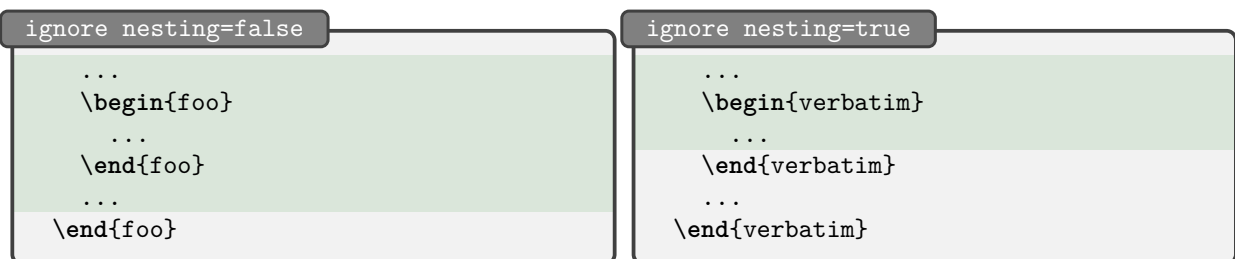 ignore nesting=false
...
\begin{foo}
...
\end{foo}
...
\end{foo}
ignore nesting=true
...
\begin{verbatim}
...
\end{verbatim}
...
\end{verbatim}